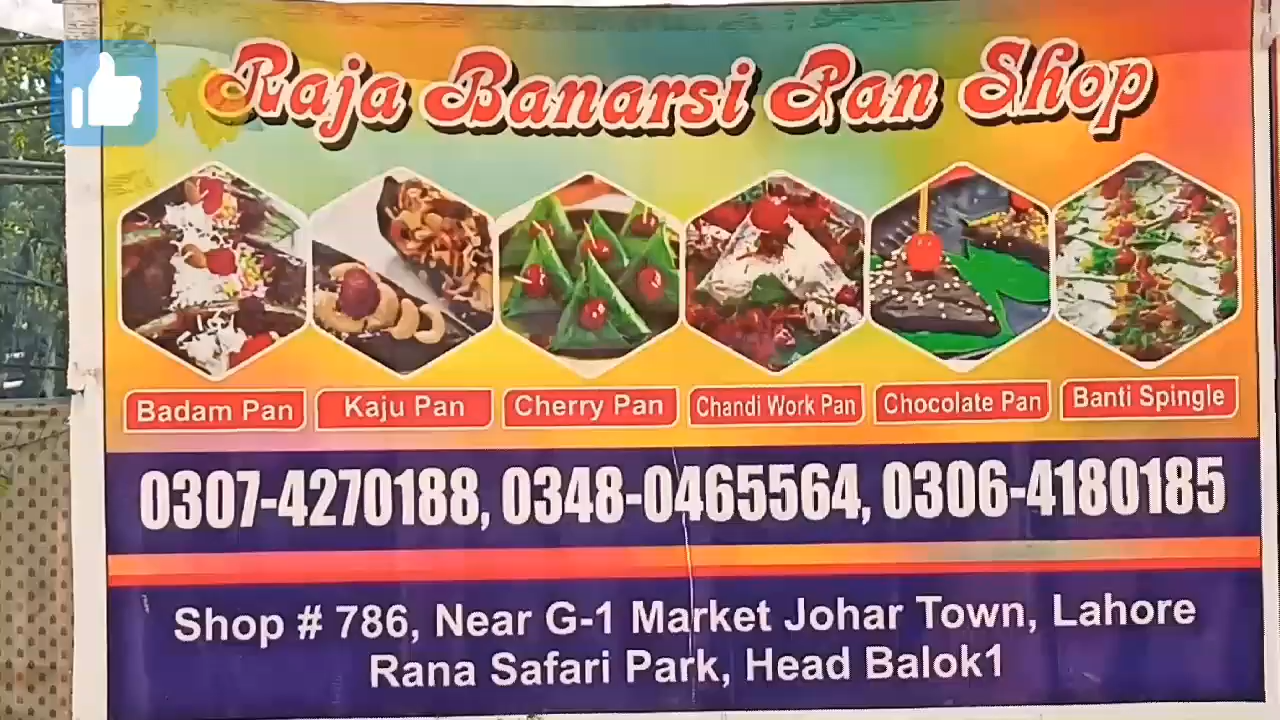 Raja Banarsi Pan Shop
Badam Pan Kaju Pan Cherry Pan Chandi Work Pan Chocolate Pan Banti Spingle
0307-4270188, 0348-0465564, 0306-4180185
Shop # 786, Near G-1 Market Johar Town, Lahore
Rana Safari Park, Head Balok1